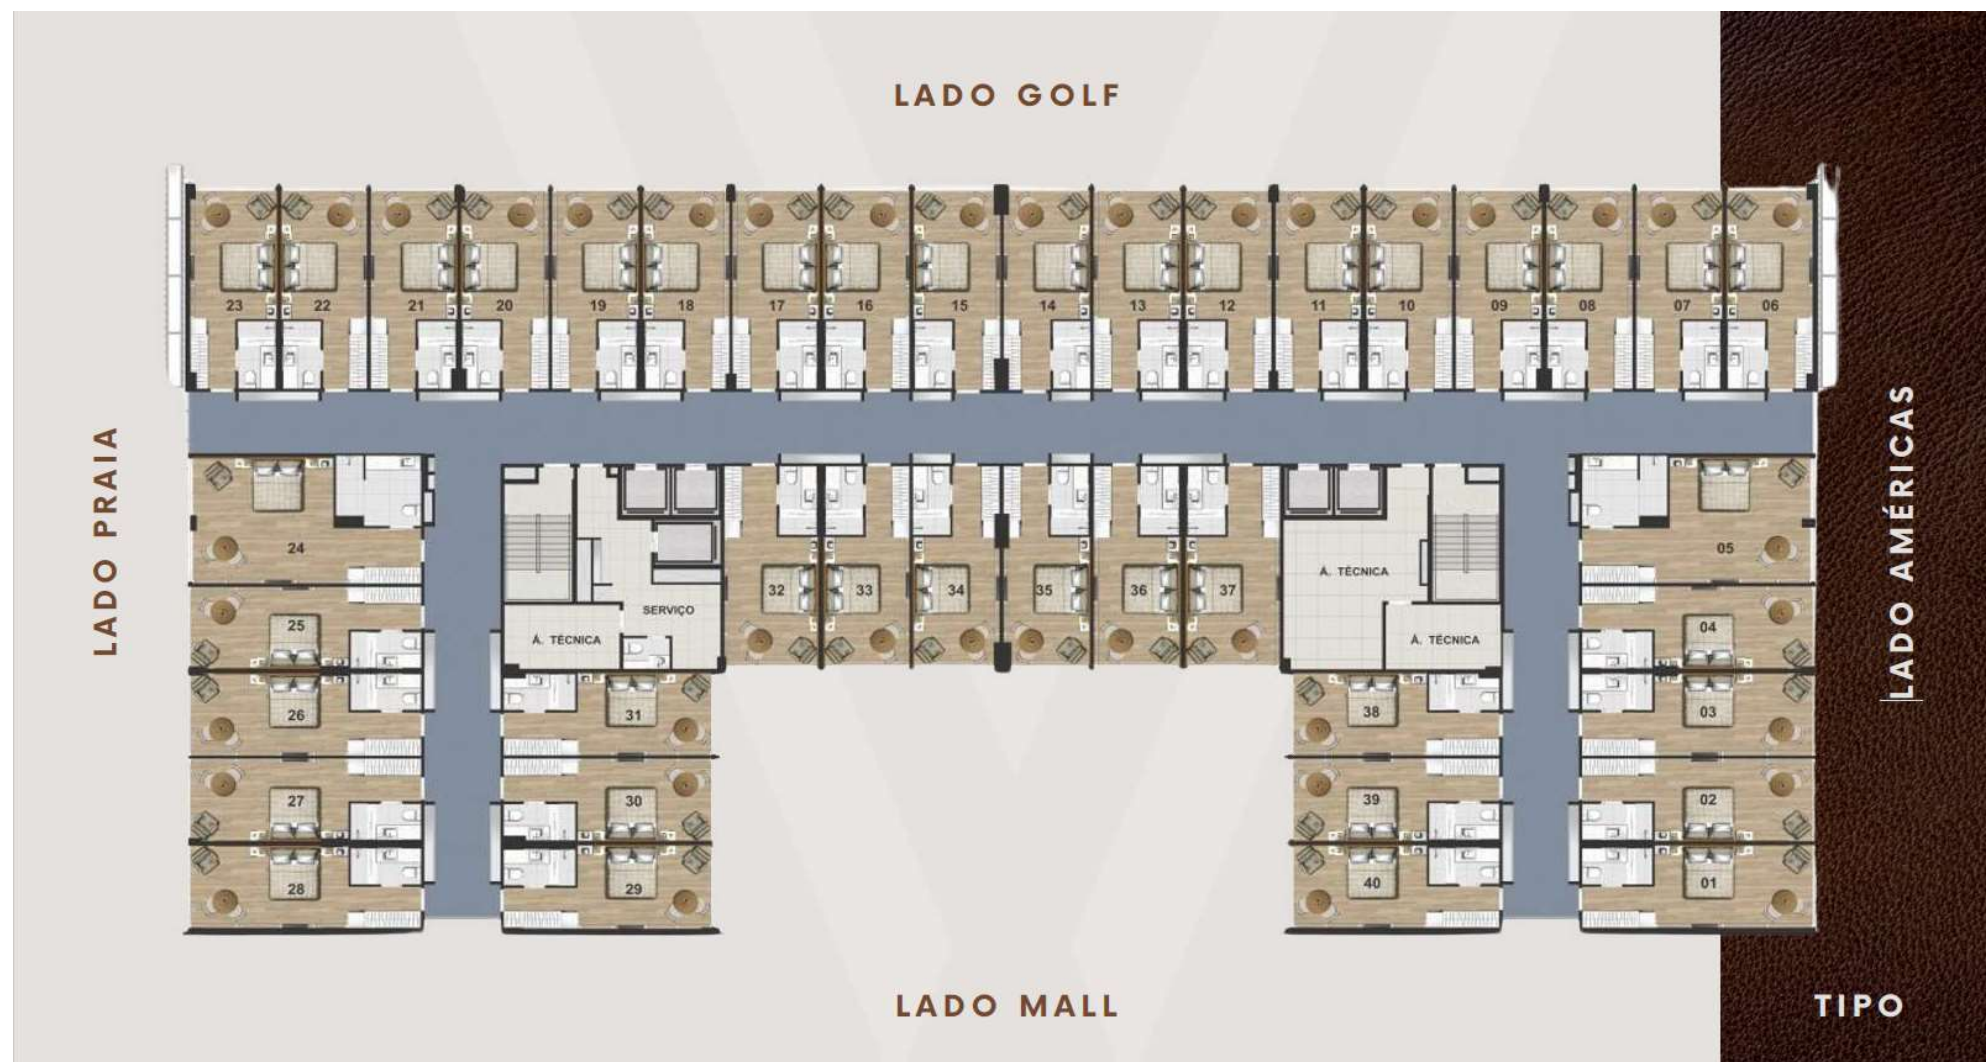 LADO GOLF
23 22 21 20 19 18 17 16 15 14 13 12 11 10 09 08 07 06
LADO PRAIA
LADO AMÉRICAS
24
05
Á. TÉCNICA
32 33 34 35 36 37
SERVIÇO
25
04
Á. TÉCNICA
Á. TÉCNICA
26 31 38 03
27 30 39 02
28 29 40 01
LADO MALL
TIPO